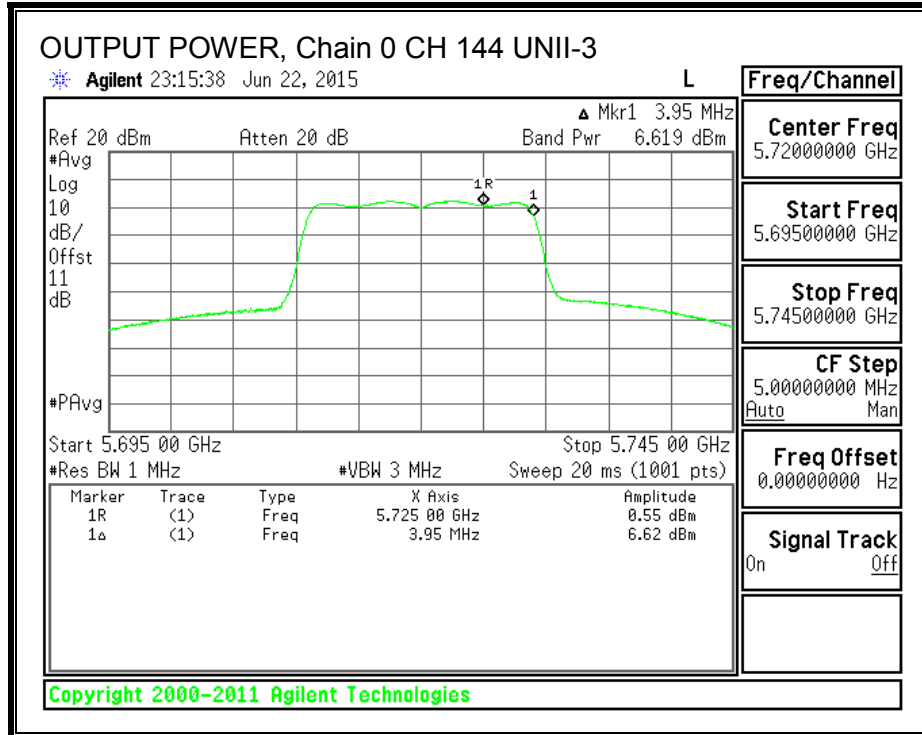 OUTPUT POWER, Chain 0 CH 144 UNII-3
Agilent 23:15:38 Jun 22, 2015 L
Δ Mkr1 3.95 MHz
Ref 20 dBm Atten 20 dB Band Pwr 6.619 dBm
#Avg
Log
10
dB/
Offst
11
dB
1R
1
#PAvg
Start 5.695 00 GHz Stop 5.745 00 GHz
#Res BW 1 MHz #VBW 3 MHz Sweep 20 ms (1001 pts)
Marker Trace Type X Axis Amplitude
1R (1) Freq 5.725 00 GHz 0.55 dBm
1Δ (1) Freq 3.95 MHz 6.62 dBm
Freq/Channel
Center Freq
5.72000000 GHz
Start Freq
5.69500000 GHz
Stop Freq
5.74500000 GHz
CF Step
5.00000000 MHz
Auto Man
Freq Offset
0.00000000 Hz
Signal Track
On Off
Copyright 2000-2011 Agilent Technologies